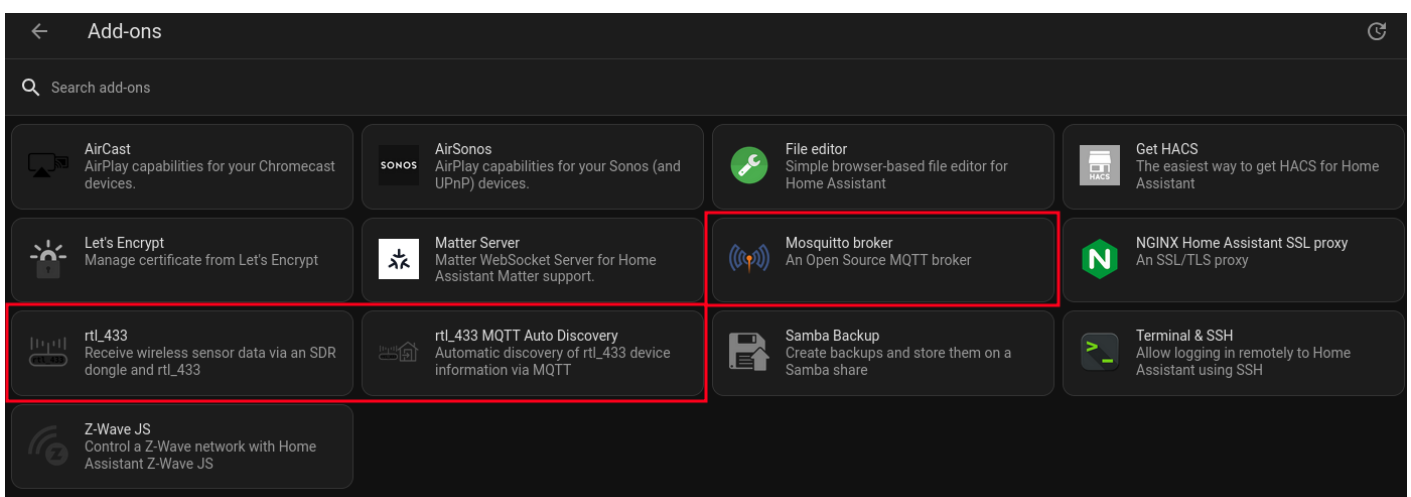 Add-ons
Search add-ons
AirCast
AirPlay capabilities for your Chromecast
devices.
SONOS
AirSonos
AirPlay capabilities for your Sonos (and
UPnP) devices.
File editor
Simple browser-based file editor for
Home Assistant
HACS
Get HACS
The easiest way to get HACS for Home
Assistant
Let's Encrypt
Manage certificate from Let's Encrypt
Matter Server
Matter WebSocket Server for Home
Assistant Matter support.
Mosquitto broker
An Open Source MQTT broker
N
NGINX Home Assistant SSL proxy
An SSL/TLS proxy
rtl_433
Receive wireless sensor data via an SDR
dongle and rtl_433
rtl_433 MQTT Auto Discovery
Automatic discovery of rtl_433 device
information via MQTT
Samba Backup
Create backups and store them on a
Samba share
>_
Terminal & SSH
Allow logging in remotely to Home
Assistant using SSH
Z
Z-Wave JS
Control a Z-Wave network with Home
Assistant Z-Wave JS